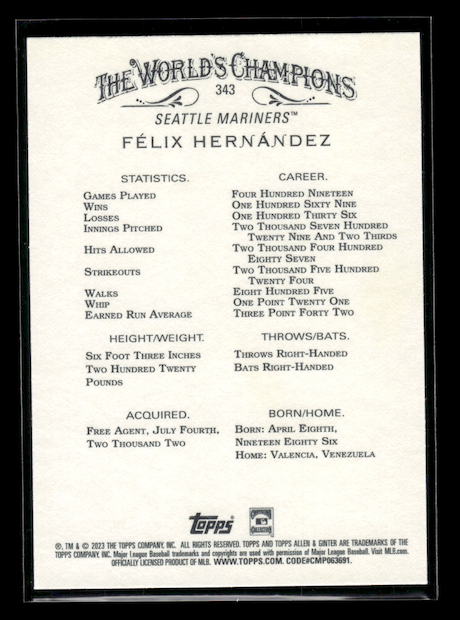 THE WORLD'S CHAMPIONS
343
SEATTLE MARINERS™
FÉLIX HERNÁNDEZ
STATISTICS. CAREER.
GAMES PLAYED FOUR HUNDRED NINETEEN
WINS ONE HUNDRED SIXTY NINE
LOSSES ONE HUNDRED THIRTY SIX
INNINGS PITCHED TWO THOUSAND SEVEN HUNDRED
TWENTY NINE AND TWO THIRDS
HITS ALLOWED TWO THOUSAND FOUR HUNDRED
EIGHTY SEVEN
STRIKEOUTS TWO THOUSAND FIVE HUNDRED
TWENTY FOUR
WALKS EIGHT HUNDRED FIVE
WHIP ONE POINT TWENTY ONE
EARNED RUN AVERAGE THREE POINT FORTY TWO
HEIGHT/WEIGHT. THROWS/BATS.
SIX FOOT THREE INCHES THROWS RIGHT-HANDED
TWO HUNDRED TWENTY BATS RIGHT-HANDED
POUNDS
ACQUIRED. BORN/HOME.
FREE AGENT, JULY FOURTH, BORN: APRIL EIGHTH,
TWO THOUSAND TWO NINETEEN EIGHTY SIX
HOME: VALENCIA, VENEZUELA
Topps
®, TM & © 2023 THE TOPPS COMPANY, INC. ALL RIGHTS RESERVED. TOPPS AND TOPPS ALLEN & GINTER ARE TRADEMARKS OF THE
TOPPS COMPANY, INC. Major League Baseball trademarks and copyrights are used with permission of Major League Baseball. Visit MLB.com.
OFFICIALLY LICENSED PRODUCT OF MLB. WWW.TOPPS.COM. CODE#CMP063691.